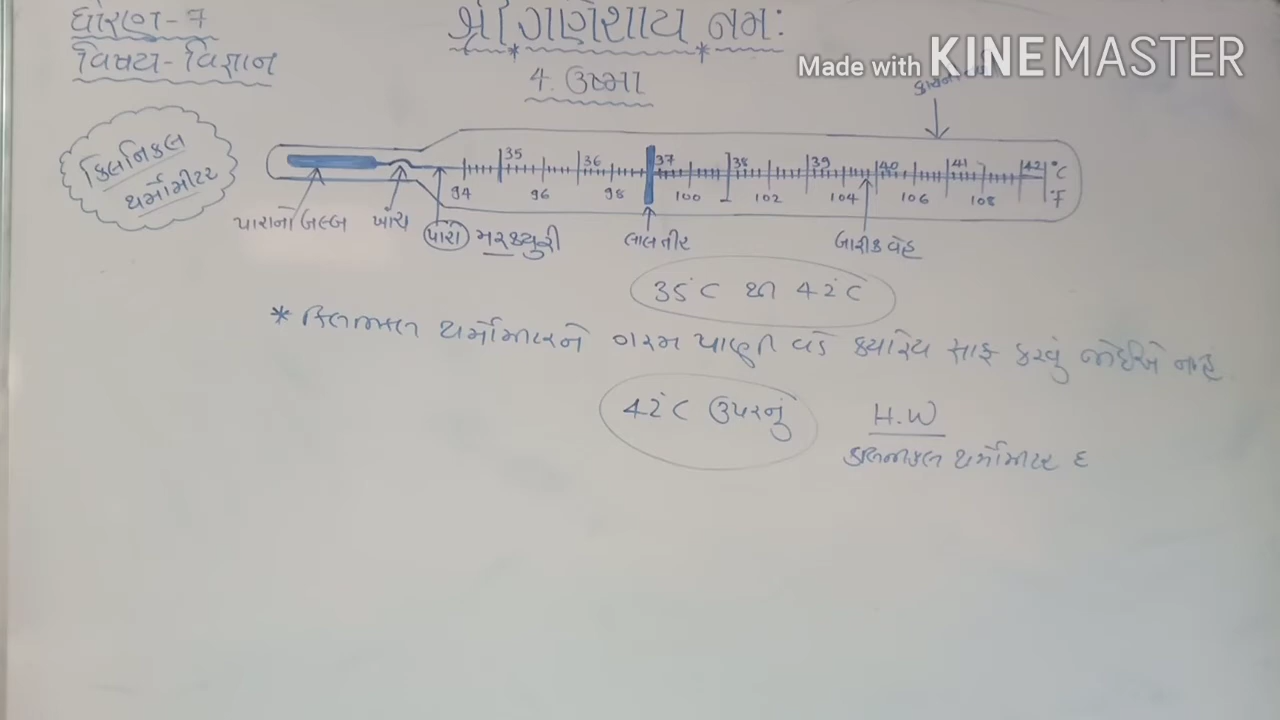 ધોરણ - 7
વિષય - વિજ્ઞાન
શ્રી ગણેશાય નમઃ
4. ઉષ્મા
Made with KINEMASTER
ક્લિનિકલ
થર્મોમીટર
35 36 37 38 39 40 41 42 °C
94 96 98 100 102 104 106 108 °F
પારાનો બલ્બ ખાંચ પારો મરક્યુરી લાલ તીર બારીક વેહ
35°C થી 42°C
* ક્લિનિકલ થર્મોમીટરને ગરમ પાણી વડે ક્યારેય સાફ કરવું જોઈએ નહિ
42°C ઉપરનું
H.W
ક્લિનીકલ થર્મોમીટર દ